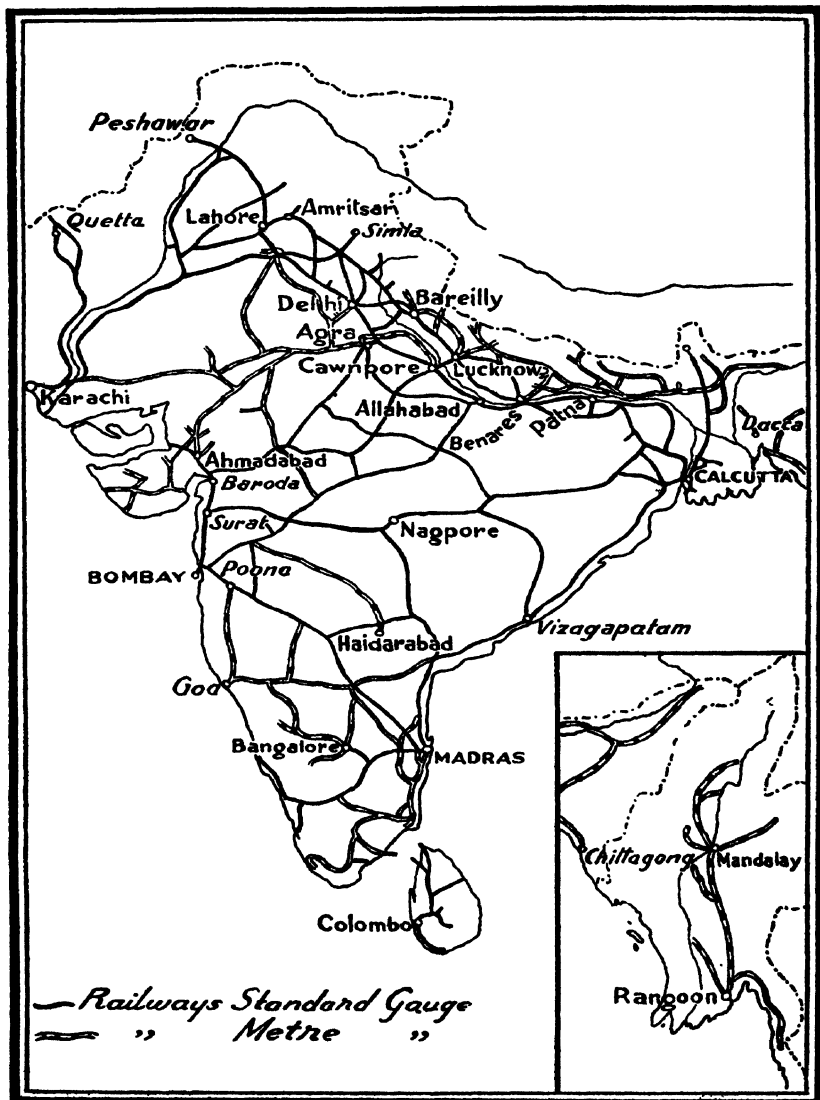 Peshawar
Quetta
Lahore
Amritsar
Simla
Delhi
Bareilly
Agra
Cawnpore
Lucknow
Karachi
Allahabad
Benares
Patna
Dacca
Ahmadabad
Baroda
CALCUTTA
Surat
Nagpore
BOMBAY
Poona
Vizagapatam
Haidarabad
Goa
Bangalore
MADRAS
Chittagong
Mandalay
Colombo
Rangoon
Railways Standard Gauge
„ Metre „